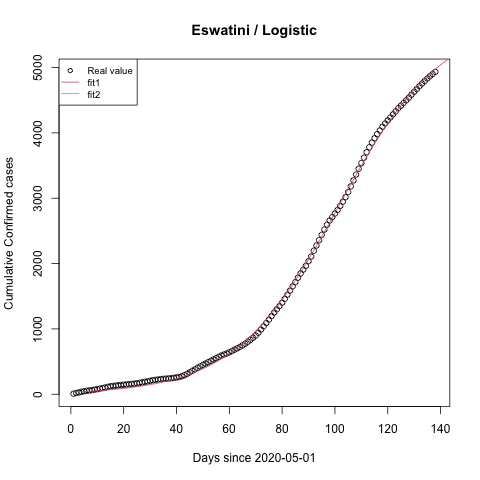 Eswatini / Logistic
Real value
fit1
fit2
Cumulative Confirmed cases
5000
4000
3000
2000
1000
0
0 20 40 60 80 100 120 140
Days since 2020-05-01